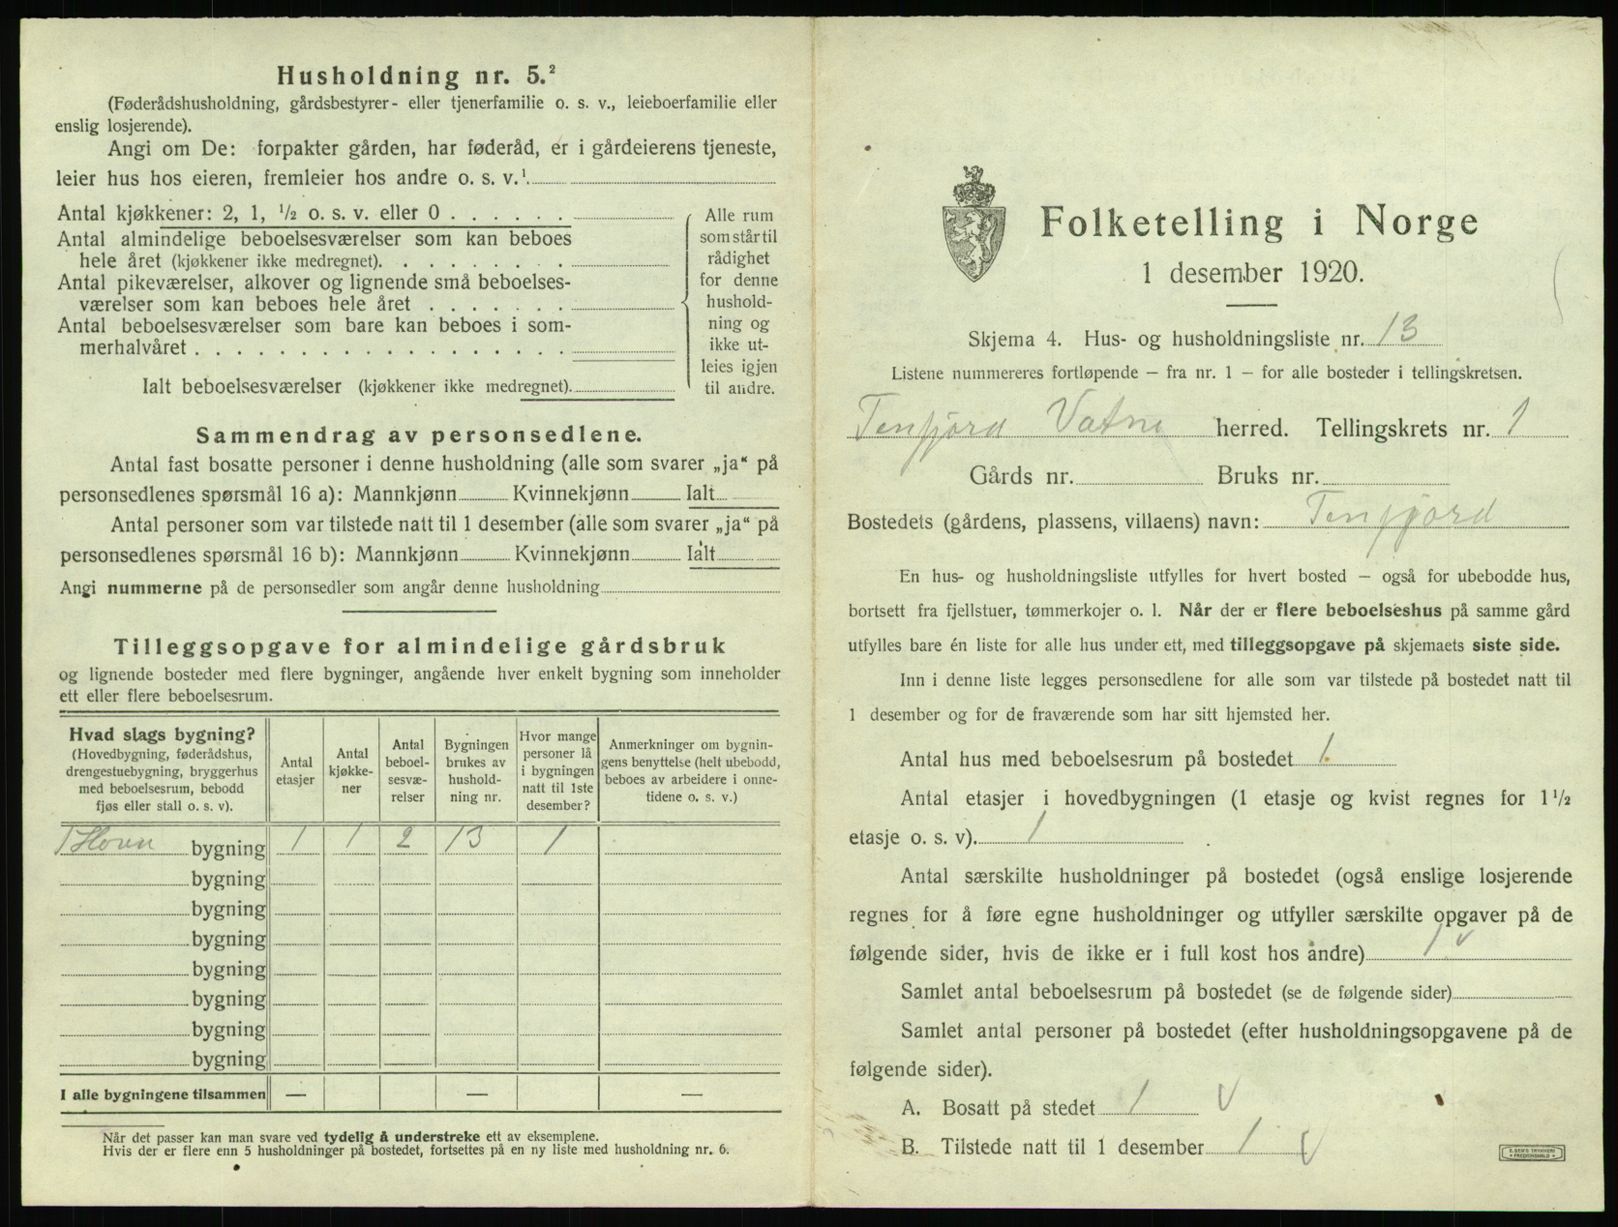 Husholdning nr. 5.²
(Føderådshusholdning, gårdsbestyrer- eller tjenerfamilie o. s. v., leieboerfamilie eller
enslig losjerende).
Angi om De: forpakter gården, har føderåd, er i gårdeierens tjeneste,
leier hus hos eieren, fremleier hos andre o. s. v.¹
Antal kjøkkener: 2, 1, ½ o. s. v. eller 0 . . . . . .
Antal almindelige beboelsesværelser som kan beboes
hele året (kjøkkener ikke medregnet). . . . . . . .
Antal pikeværelser, alkover og lignende små beboelses-
værelser som kan beboes hele året . . . . . . .
Antal beboelsesværelser som bare kan beboes i som-
merhalvåret . . . . . . . . . . . . . . . . . .
Ialt beboelsesværelser (kjøkkener ikke medregnet).
Alle rum
som står til
rådighet
for denne
hushold-
ning og
ikke ut-
leies igjen
til andre.
Sammendrag av personsedlene.
Antal fast bosatte personer i denne husholdning (alle som svarer „ja“ på
personsedlenes spørsmål 16 a): Mannkjønn Kvinnekjønn Ialt
Antal personer som var tilstede natt til 1 desember (alle som svarer „ja“ på
personsedlenes spørsmål 16 b): Mannkjønn Kvinnekjønn Ialt
Angi nummerne på de personsedler som angår denne husholdning
Tilleggsopgave for almindelige gårdsbruk
og lignende bosteder med flere bygninger, angående hver enkelt bygning som inneholder
ett eller flere beboelsesrum.
Hvad slags bygning?
(Hovedbygning, føderådshus,
drengestuebygning, bryggerhus
med beboelsesrum, bebodd
fjøs eller stall o. s. v).
Antal
etasjer
Antal
kjøkke-
ner
Antal
beboel-
sesvæ-
relser
Bygningen
brukes av
hushold-
ning nr.
Hvor mange
personer lå
i bygningen
natt til 1ste
desember?
Anmerkninger om bygnin-
gens benyttelse (helt ubebodd,
beboes av arbeidere i onne-
tidene o. s. v.)
bygning 1 1 2 13 1
bygning
bygning
bygning
bygning
bygning
bygning
bygning
I alle bygningene tilsammen — — —
Når det passer kan man svare ved tydelig å understreke ett av eksemplene.
Hvis der er flere enn 5 husholdninger på bostedet, fortsettes på en ny liste med husholdning nr. 6.
Folketelling i Norge
1 desember 1920.
Skjema 4. Hus- og husholdningsliste nr. 13
Listene nummereres fortløpende — fra nr. 1 — for alle bosteder i tellingskretsen.
Tenfjord Vatne herred. Tellingskrets nr. 1
Gårds nr. Bruks nr.
Bostedets (gårdens, plassens, villaens) navn: Tenfjord
En hus- og husholdningsliste utfylles for hvert bosted — også for ubebodde hus,
bortsett fra fjellstuer, tømmerkojer o. l. Når der er flere beboelseshus på samme gård
utfylles bare én liste for alle hus under ett, med tilleggsopgave på skjemaets siste side.
Inn i denne liste legges personsedlene for alle som var tilstede på bostedet natt til
1 desember og for de fraværende som har sitt hjemsted her.
Antal hus med beboelsesrum på bostedet 1.
Antal etasjer i hovedbygningen (1 etasje og kvist regnes for 1½
etasje o. s. v). 1
Antal særskilte husholdninger på bostedet (også enslige losjerende
regnes for å føre egne husholdninger og utfyller særskilte opgaver på de
følgende sider, hvis de ikke er i full kost hos andre) 1 v
Samlet antal beboelsesrum på bostedet (se de følgende sider)
Samlet antal personer på bostedet (efter husholdningsopgavene på de
følgende sider).
A. Bosatt på stedet 1 v
B. Tilstede natt til 1 desember 1 v